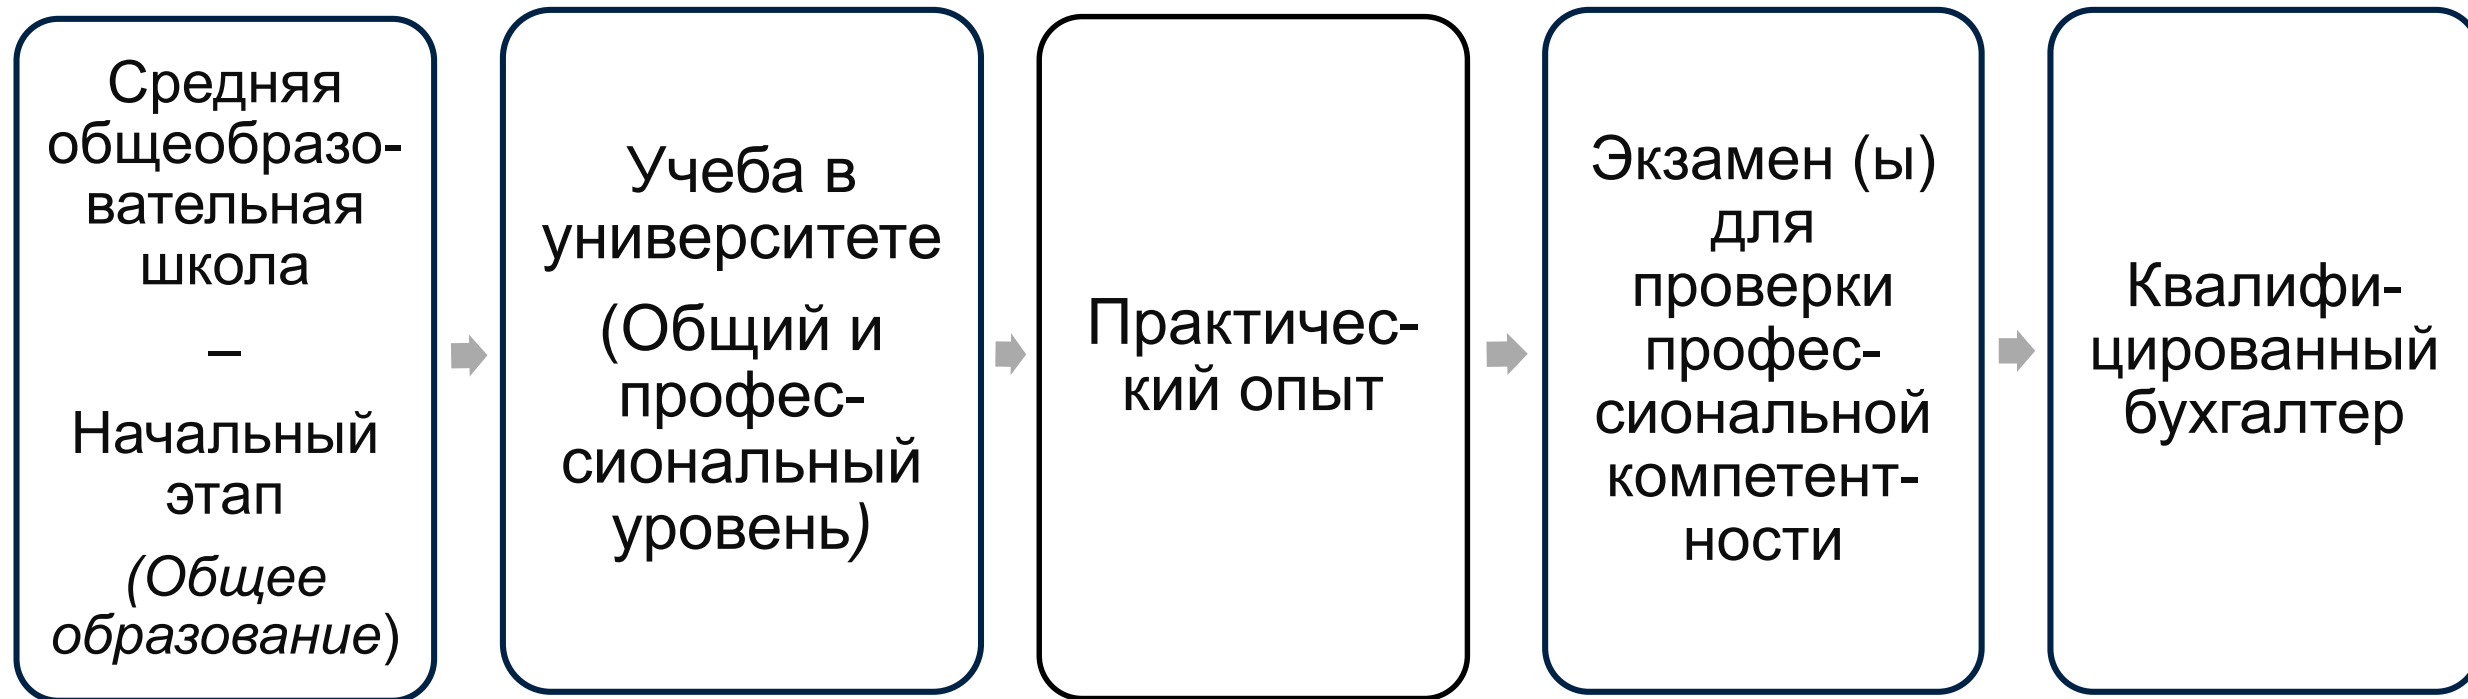 Средняя
общеобразо-
вательная
школа
–
Начальный
этап
(Общее
образование)
Учеба в
университете
(Общий и
профес-
сиональный
уровень)
Практичес-
кий опыт
Экзамен (ы)
для
проверки
профес-
сиональной
компетент-
ности
Квалифи-
цированный
бухгалтер